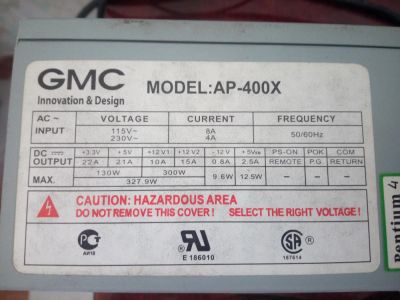 GMC
Innovation & Design
MODEL:AP-400X
AC ~ INPUT VOLTAGE CURRENT FREQUENCY
115V~ 8A 50/60Hz
230V~ 4A
DC OUTPUT +3.3V +5V +12V1 +12V2 -12V +5VSB PS-ON POK COM
22A 21A 10A 15A 0.8A 2.5A REMOTE P.G. RETURN
MAX. 130W 300W 9.6W 12.5W – – –
327.9W
CAUTION: HAZARDOUS AREA
DO NOT REMOVE THIS COVER! SELECT THE RIGHT VOLTAGE!
АИ18
E 186010
187614
Pentium 4